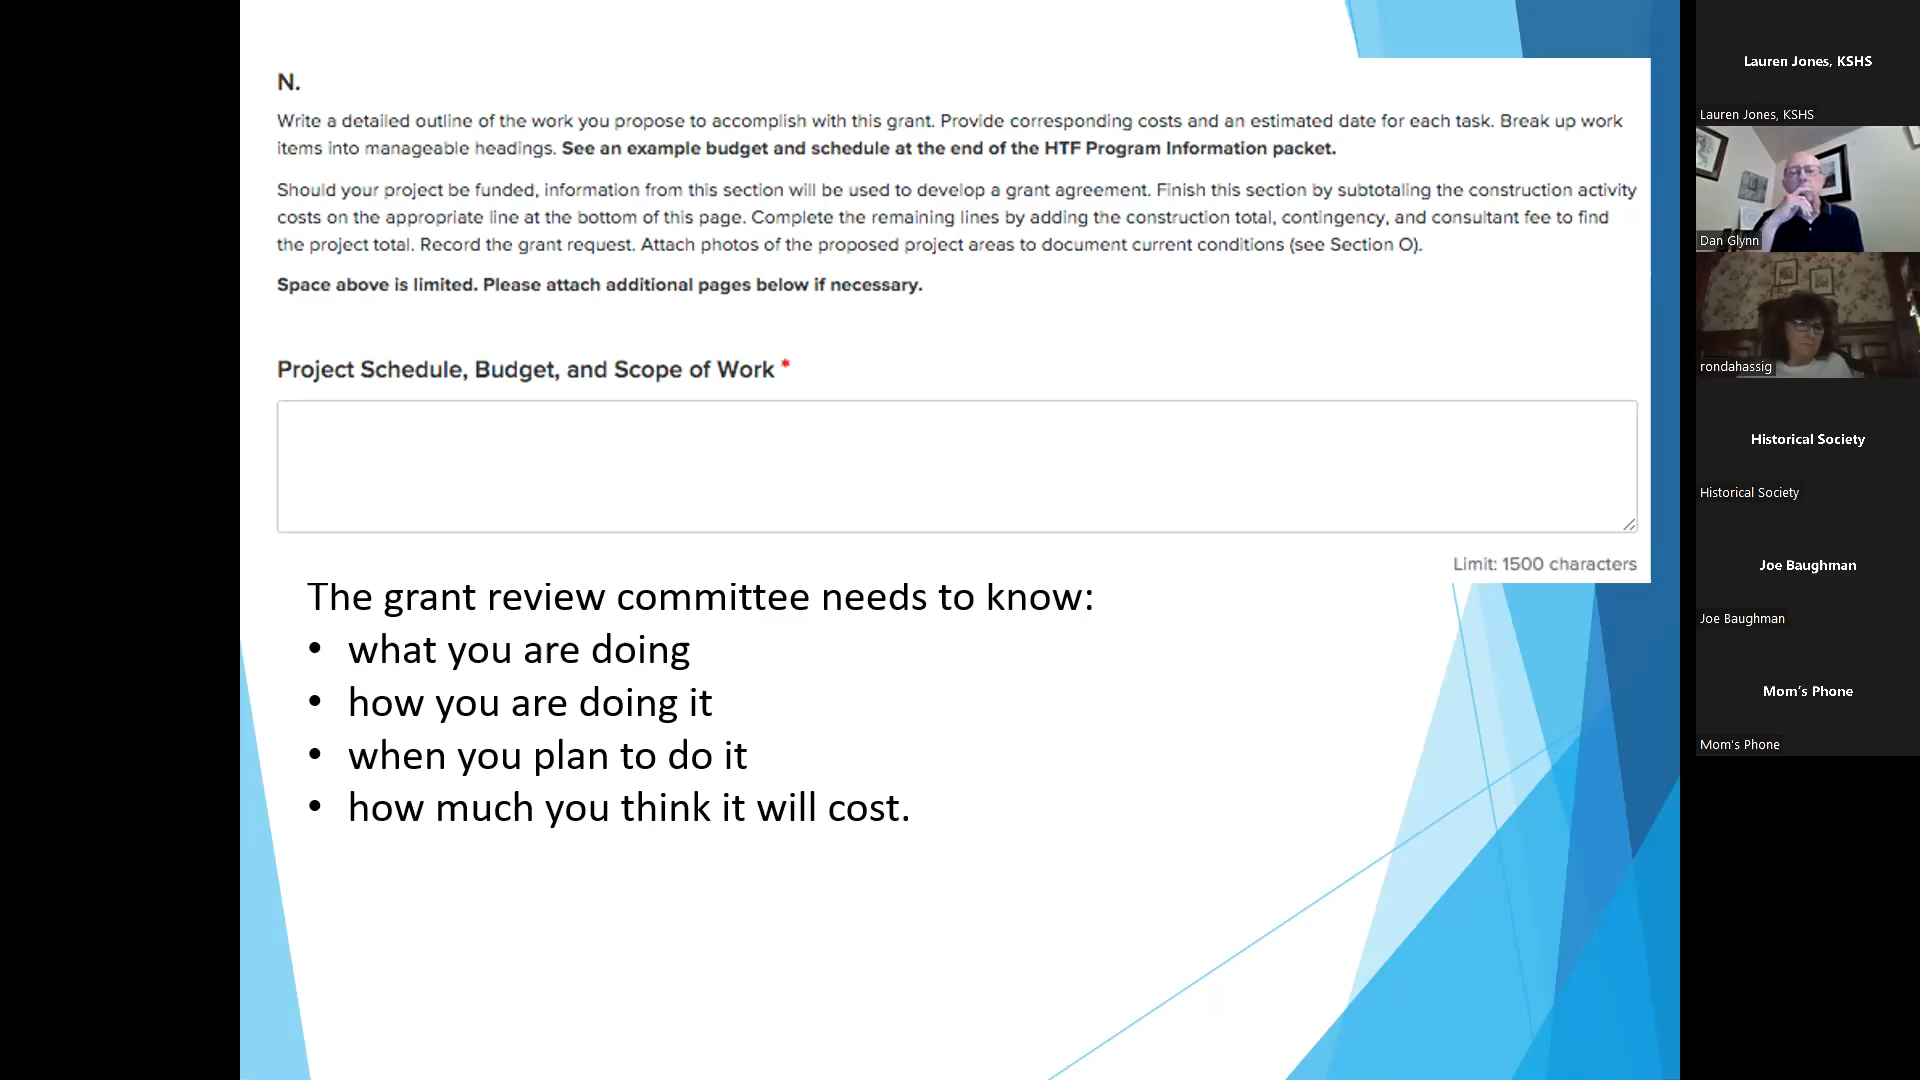 N.
Write a detailed outline of the work you propose to accomplish with this grant. Provide corresponding costs and an estimated date for each task. Break up work
items into manageable headings. See an example budget and schedule at the end of the HTF Program Information packet.
Should your project be funded, information from this section will be used to develop a grant agreement. Finish this section by subtotaling the construction activity
costs on the appropriate line at the bottom of this page. Complete the remaining lines by adding the construction total, contingency, and consultant fee to find
the project total. Record the grant request. Attach photos of the proposed project areas to document current conditions (see Section O).
Space above is limited. Please attach additional pages below if necessary.
Project Schedule, Budget, and Scope of Work *
Limit: 1500 characters
The grant review committee needs to know:
• what you are doing
• how you are doing it
• when you plan to do it
• how much you think it will cost.
Lauren Jones, KSHS
Lauren Jones, KSHS
Dan Glynn
rondahassig
Historical Society
Historical Society
Joe Baughman
Joe Baughman
Mom's Phone
Mom's Phone